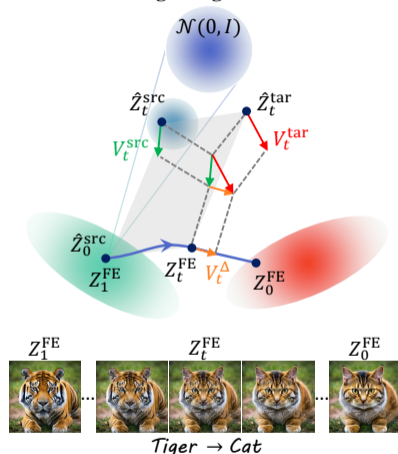 𝒩(0, I)
Ẑ_t^src
Ẑ_t^tar
V_t^src
V_t^tar
Ẑ_0^src
Z_1^FE
Z_t^FE
V_t^Δ
Z_0^FE
Z_1^FE Z_t^FE Z_0^FE
... ...
Tiger → Cat